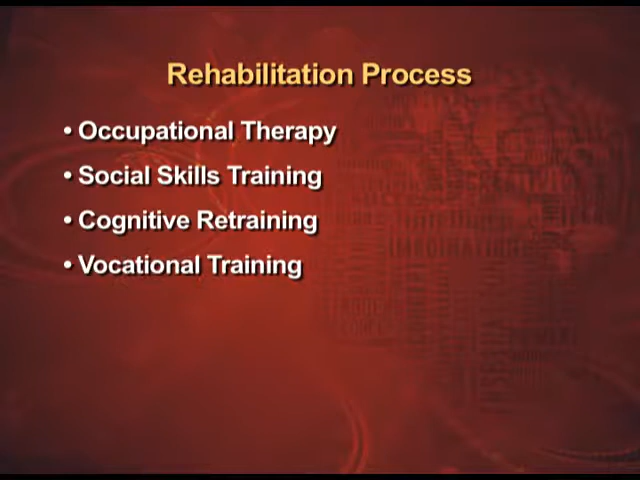 Rehabilitation Process
• Occupational Therapy
• Social Skills Training
• Cognitive Retraining
• Vocational Training